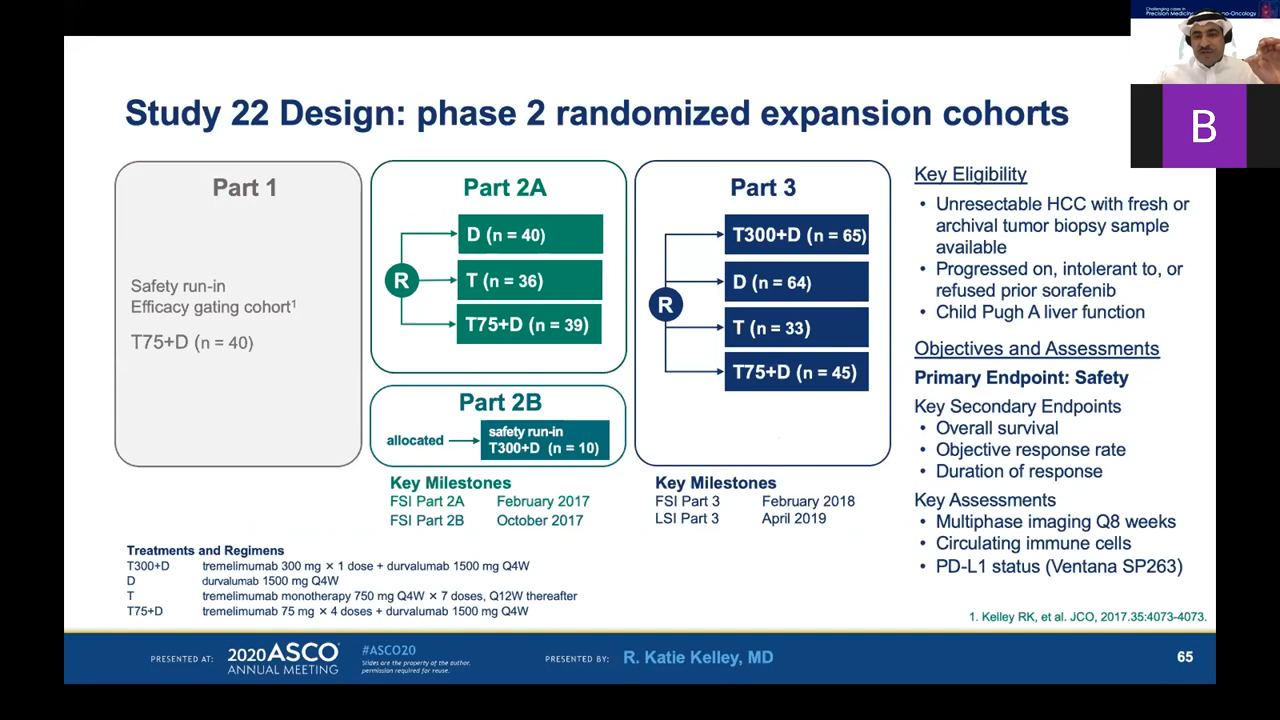 Challenging cases in
Study 22 Design: phase 2 randomized expansion cohorts
B
Part 1
Safety run-in
Efficacy gating cohort1
T75+D (n = 40)
Part 2A
R
D (n = 40)
T (n = 36)
T75+D (n = 39)
Part 2B
allocated
safety run-in
T300+D (n = 10)
Key Milestones
FSI Part 2A February 2017
FSI Part 2B October 2017
Part 3
R
T300+D (n = 65)
D (n = 64)
T (n = 33)
T75+D (n = 45)
Key Milestones
FSI Part 3 February 2018
LSI Part 3 April 2019
Key Eligibility
• Unresectable HCC with fresh or
archival tumor biopsy sample
available
• Progressed on, intolerant to, or
refused prior sorafenib
• Child Pugh A liver function
Objectives and Assessments
Primary Endpoint: Safety
Key Secondary Endpoints
• Overall survival
• Objective response rate
• Duration of response
Key Assessments
• Multiphase imaging Q8 weeks
• Circulating immune cells
• PD-L1 status (Ventana SP263)
Treatments and Regimens
T300+D tremelimumab 300 mg × 1 dose + durvalumab 1500 mg Q4W
D durvalumab 1500 mg Q4W
T tremelimumab monotherapy 750 mg Q4W × 7 doses, Q12W thereafter
T75+D tremelimumab 75 mg × 4 doses + durvalumab 1500 mg Q4W
1. Kelley RK, et al. JCO, 2017.35:4073-4073.
PRESENTED AT:
2020 ASCO®
ANNUAL MEETING
#ASCO20
Slides are the property of the author,
permission required for reuse.
PRESENTED BY: R. Katie Kelley, MD
65